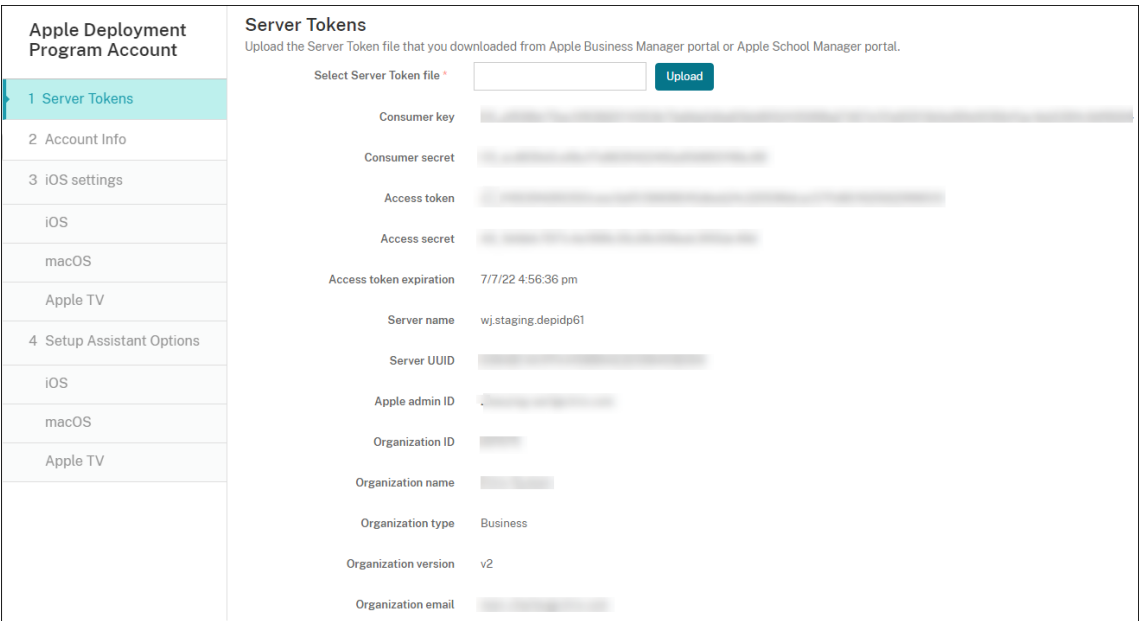 Apple Deployment
Program Account
1 Server Tokens
2 Account Info
3 iOS settings
iOS
macOS
Apple TV
4 Setup Assistant Options
iOS
macOS
Apple TV
Server Tokens
Upload the Server Token file that you downloaded from Apple Business Manager portal or Apple School Manager portal.
Select Server Token file * Upload
Consumer key
Consumer secret
Access token
Access secret
Access token expiration 7/7/22 4:56:36 pm
Server name wj.staging.depidp61
Server UUID
Apple admin ID
Organization ID
Organization name
Organization type Business
Organization version v2
Organization email